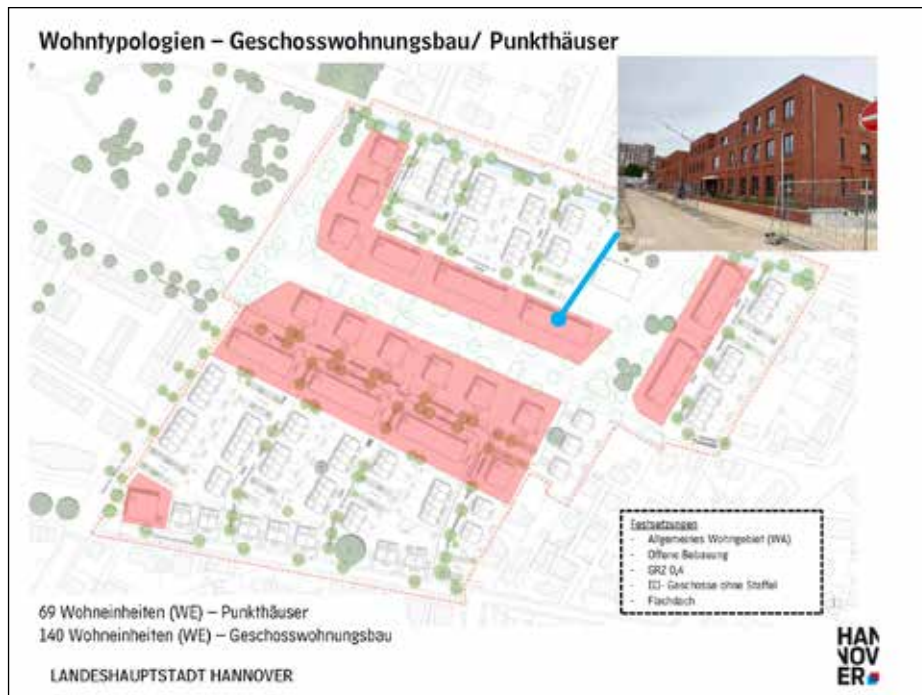 Wohntypologien – Geschosswohnungsbau/ Punkthäuser
Festsetzungen
- Allgemeines Wohngebiet (WA)
- Offene Bebauung
- GRZ 0,4
- III- Geschosse ohne Staffel
- Flachdach
69 Wohneinheiten (WE) – Punkthäuser
140 Wohneinheiten (WE) – Geschosswohnungsbau
LANDESHAUPTSTADT HANNOVER
HAN
NOV
ER